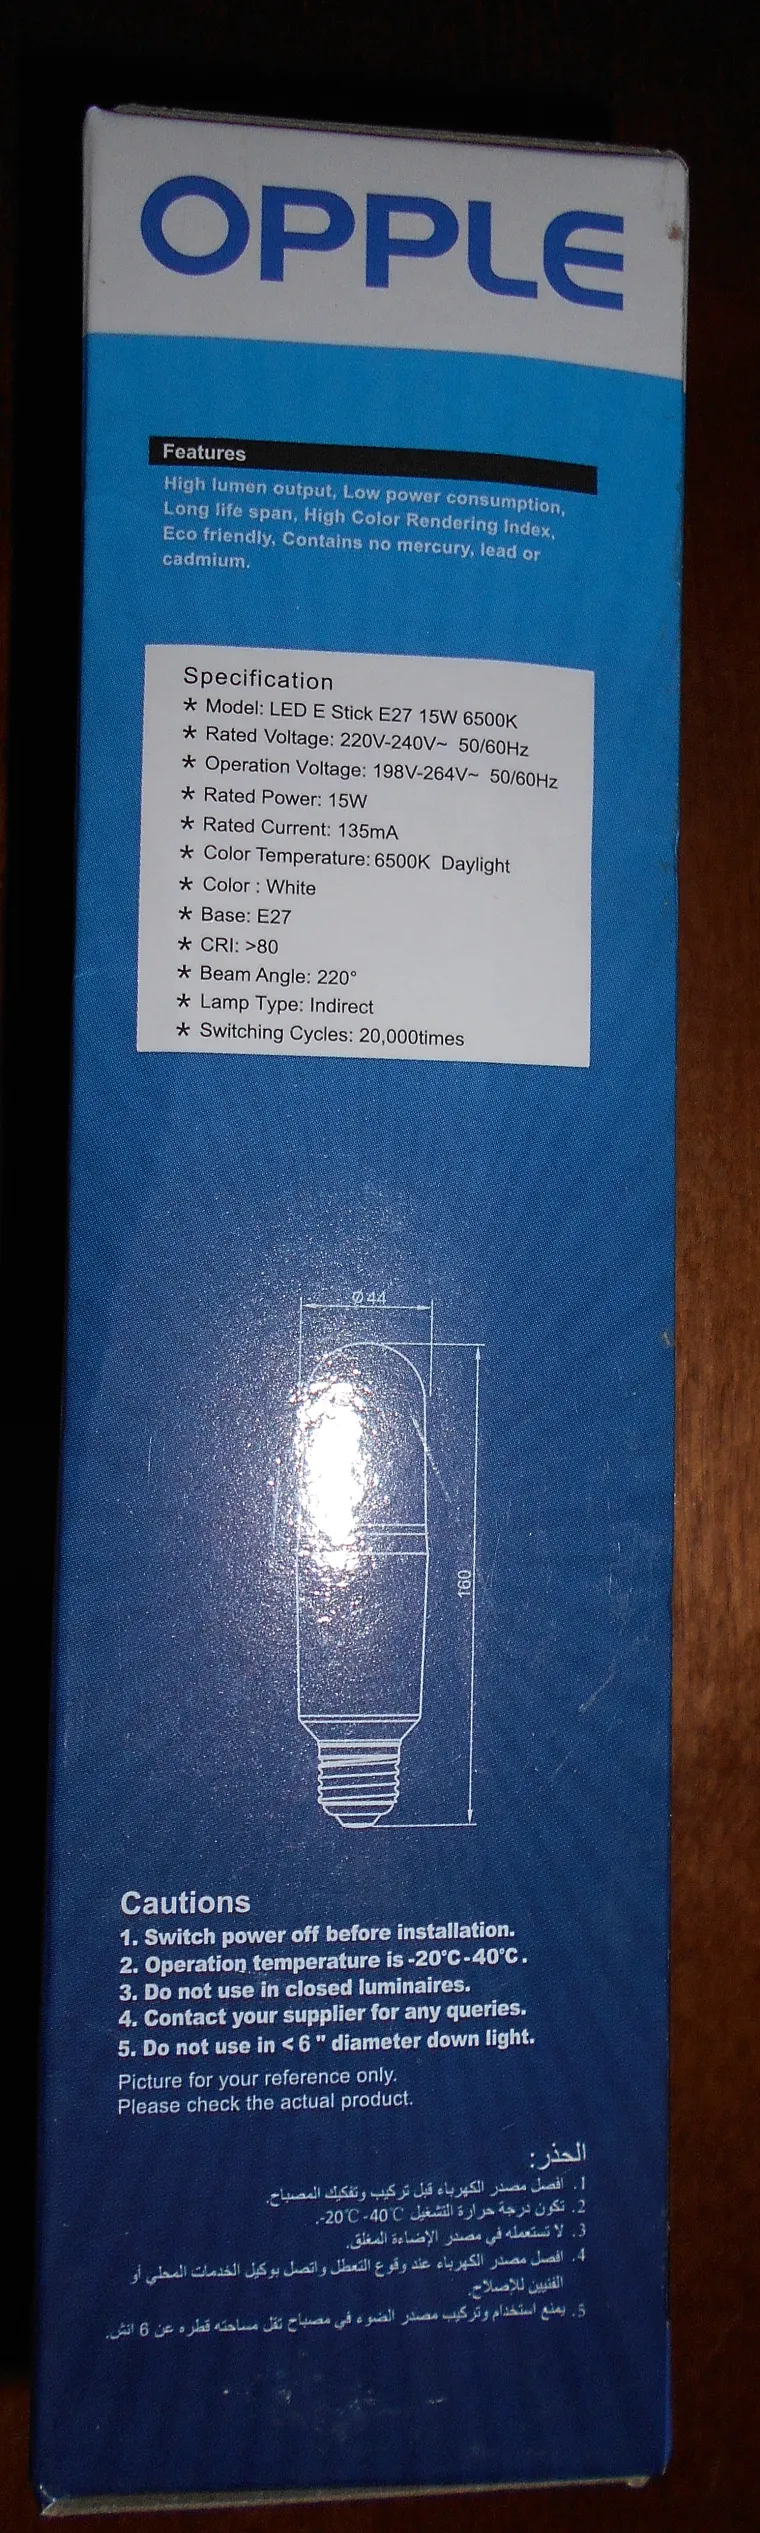 OPPLE
Features
High lumen output, Low power consumption,
Long life span, High Color Rendering Index,
Eco friendly, Contains no mercury, lead or
cadmium.
Specification
* Model: LED E Stick E27 15W 6500K
* Rated Voltage: 220V-240V~ 50/60Hz
* Operation Voltage: 198V-264V~ 50/60Hz
* Rated Power: 15W
* Rated Current: 135mA
* Color Temperature: 6500K Daylight
* Color : White
* Base: E27
* CRI: >80
* Beam Angle: 220°
* Lamp Type: Indirect
* Switching Cycles: 20,000times
Ø44
160
Cautions
1. Switch power off before installation.
2. Operation temperature is -20°C-40°C.
3. Do not use in closed luminaires.
4. Contact your supplier for any queries.
5. Do not use in < 6 " diameter down light.
Picture for your reference only.
Please check the actual product.
الحذر:
1. افصل مصدر الكهرباء قبل تركيب وتفكيك المصباح.
2. تكون درجة حرارة التشغيل 20°C -40°C-.
3. لا تستعمله في مصدر الإضاءة المغلق.
4. افصل مصدر الكهرباء عند وقوع التعطل واتصل بوكيل الخدمات المحلي أو
الفنيين للإصلاح.
5. يمنع استخدام وتركيب مصدر الضوء في مصباح تقل مساحته قطره عن 6 انش.